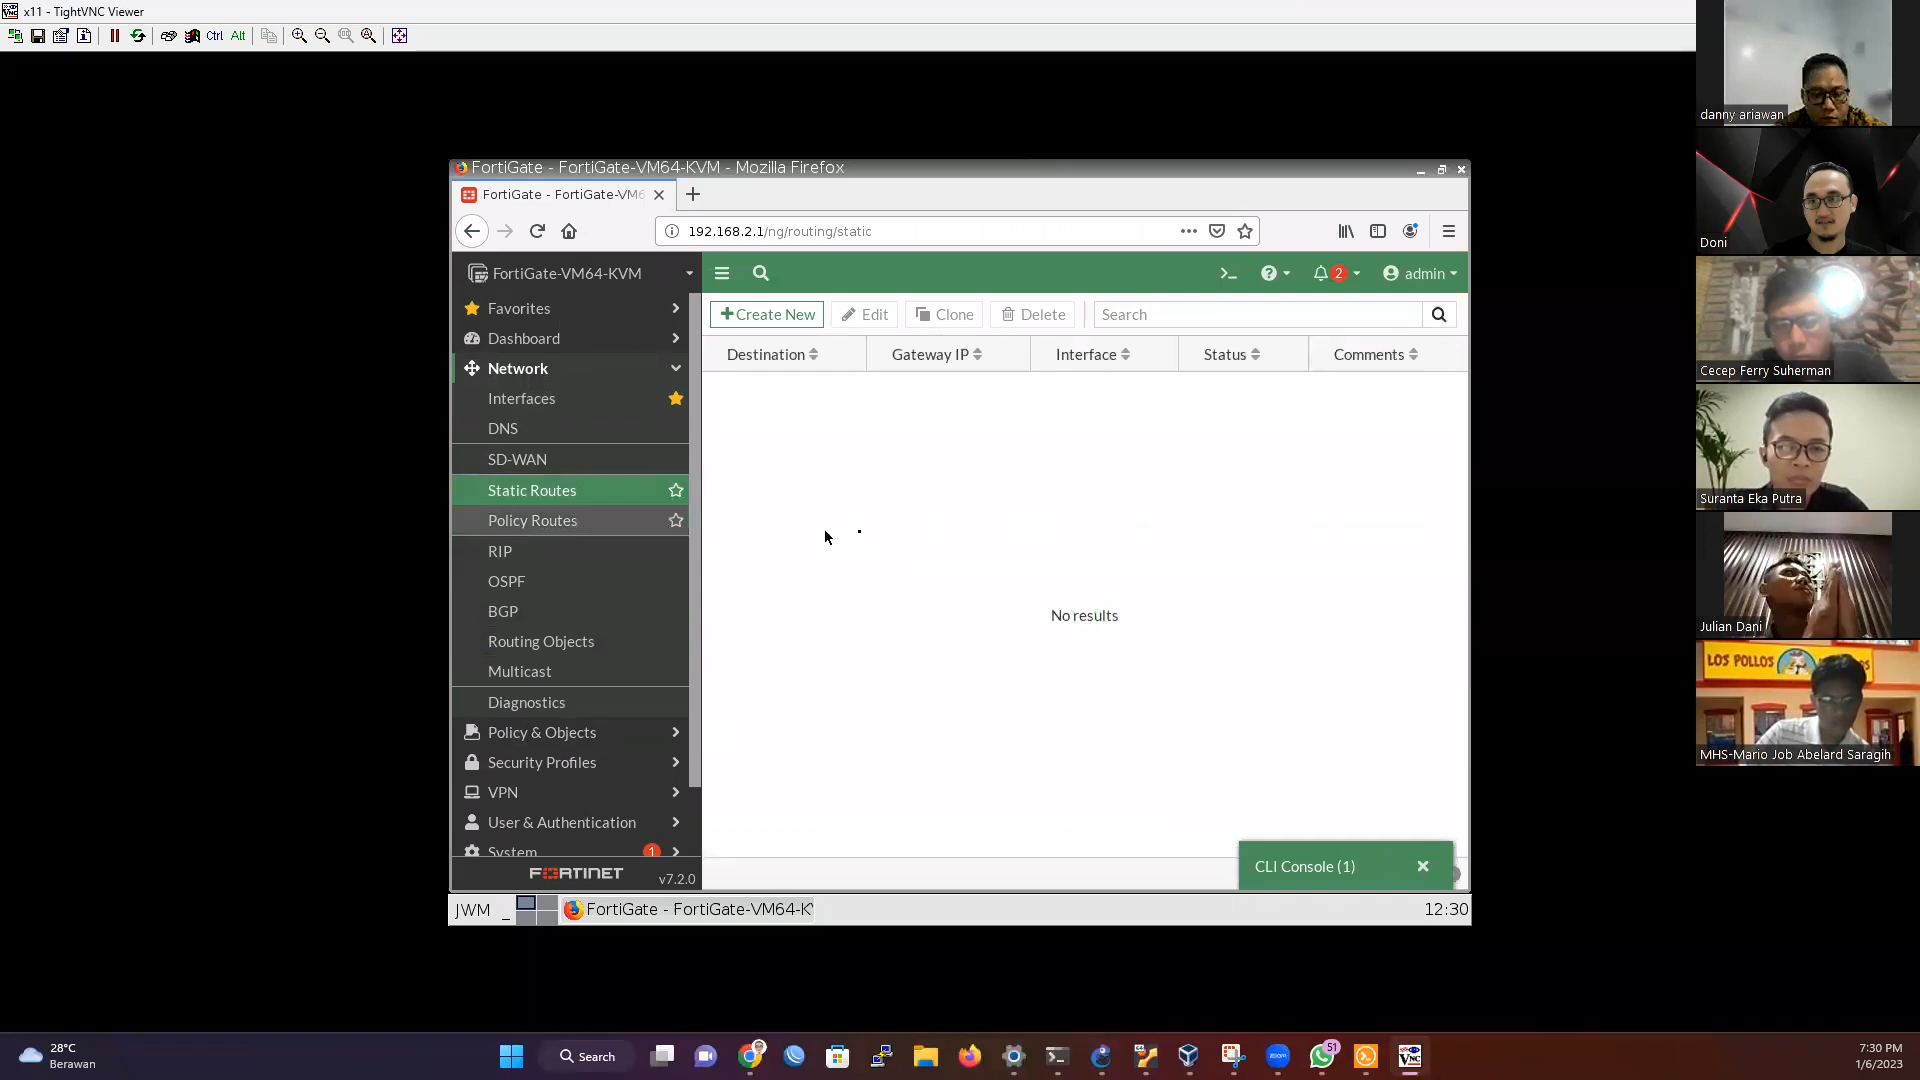 x11 - TightVNC Viewer
Ctrl Alt
FortiGate - FortiGate-VM64-KVM - Mozilla Firefox
FortiGate - FortiGate-VM6
192.168.2.1/ng/routing/static
FortiGate-VM64-KVM
2
admin
Favorites
Dashboard
Network
Interfaces
DNS
SD-WAN
Static Routes
Policy Routes
RIP
OSPF
BGP
Routing Objects
Multicast
Diagnostics
Policy & Objects
Security Profiles
VPN
User & Authentication
System
1
FORTINET
v7.2.0
Create New
Edit
Clone
Delete
Search
Destination
Gateway IP
Interface
Status
Comments
No results
CLI Console (1)
JWM
FortiGate - FortiGate-VM64-KV
12:30
danny ariawan
Doni
Cecep Ferry Suherman
Suranta Eka Putra
Julian Dani
LOS POLLOS
MHS-Mario Job Abelard Saragih
28°C
Berawan
Search
zoom
51
VNC
7:30 PM
1/6/2023